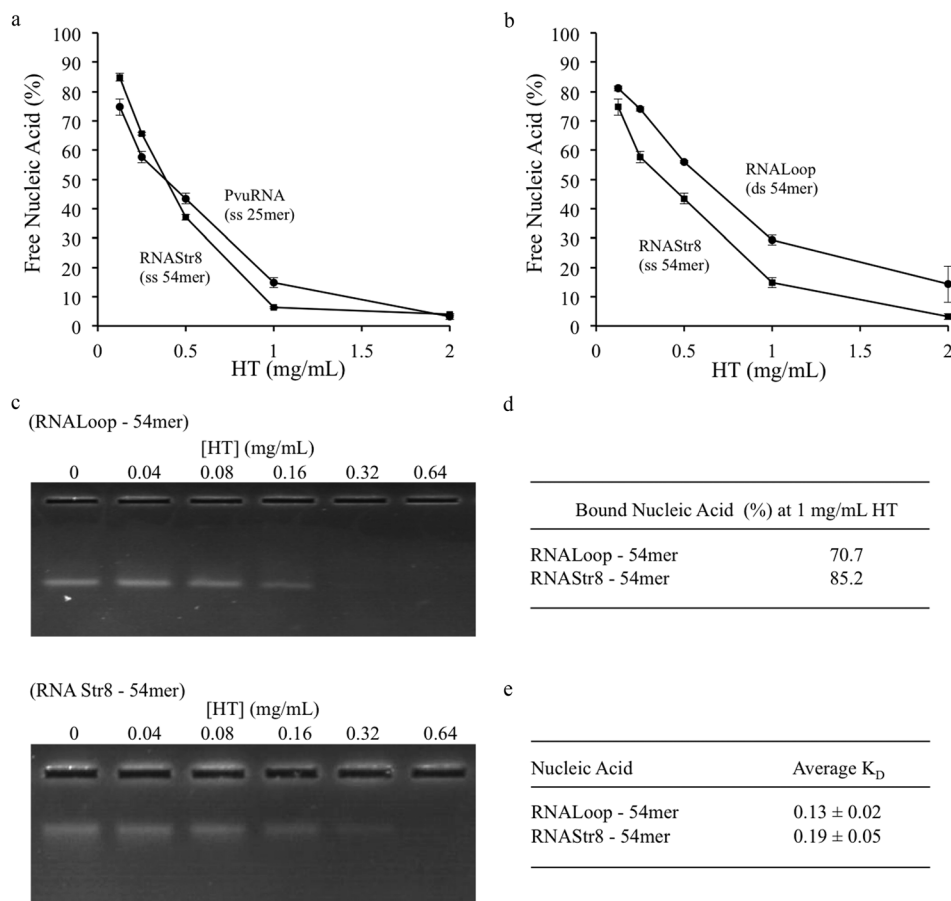 a
Free Nucleic Acid (%)
100
90
80
70
60
50
40
30
20
10
0
0
0.5
1
1.5
2
HT (mg/mL)
PvuRNA
(ss 25mer)
RNAStr8
(ss 54mer)
b
Free Nucleic Acid (%)
100
90
80
70
60
50
40
30
20
10
0
0
0.5
1
1.5
2
HT (mg/mL)
RNALoop
(ds 54mer)
RNAStr8
(ss 54mer)
c
(RNALoop - 54mer)
[HT] (mg/mL)
0 0.04 0.08 0.16 0.32 0.64
(RNA Str8 - 54mer)
[HT] (mg/mL)
0 0.04 0.08 0.16 0.32 0.64
d
Bound Nucleic Acid (%) at 1 mg/mL HT
RNALoop - 54mer 70.7
RNAStr8 - 54mer 85.2
e
Nucleic Acid Average K_D
RNALoop - 54mer 0.13 ± 0.02
RNAStr8 - 54mer 0.19 ± 0.05